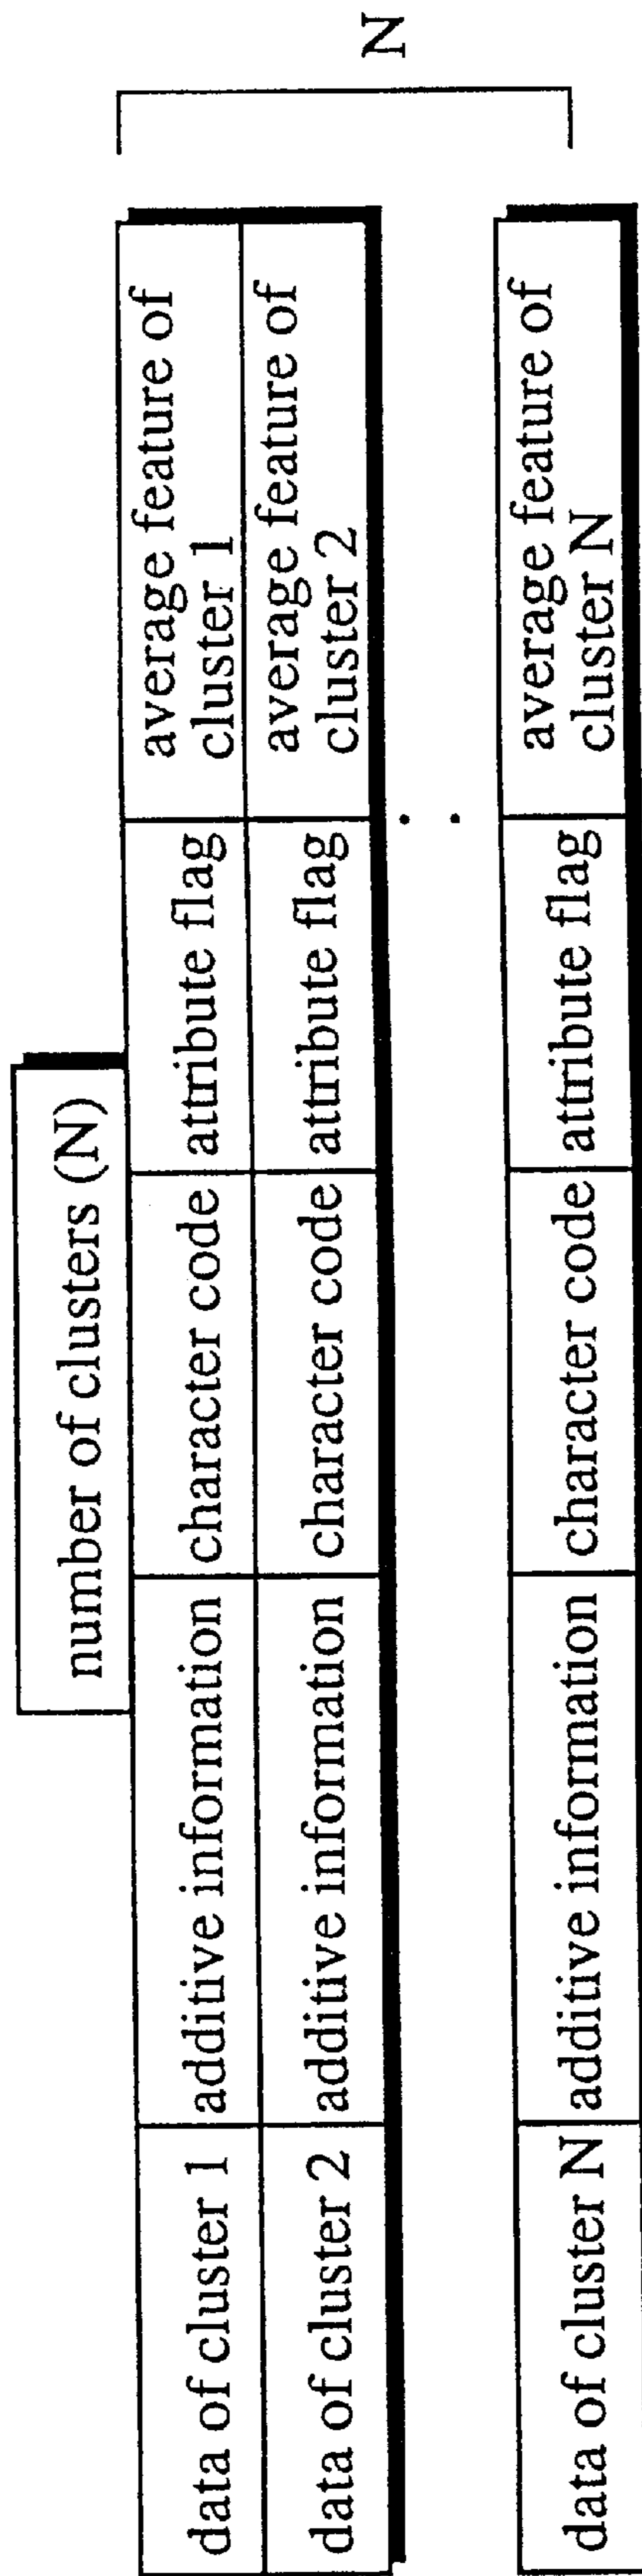 number of clusters (N)
data of cluster 1 additive information character code attribute flag average feature of
cluster 1
data of cluster 2 additive information character code attribute flag average feature of
cluster 2
data of cluster N additive information character code attribute flag average feature of
cluster N
N